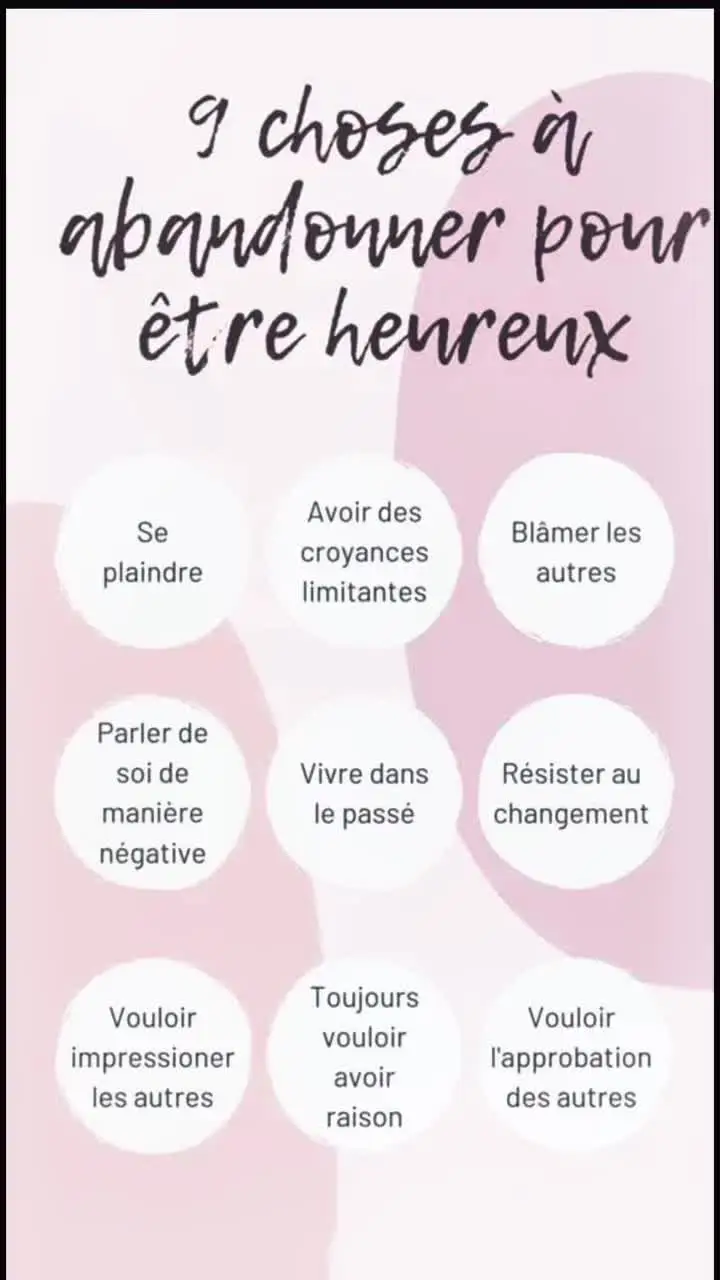 9 choses à
abandonner pour
être heureux
Se
plaindre
Avoir des
croyances
limitantes
Blâmer les
autres
Parler de
soi de
manière
négative
Vivre dans
le passé
Résister au
changement
Vouloir
impressioner
les autres
Toujours
vouloir
avoir
raison
Vouloir
l'approbation
des autres